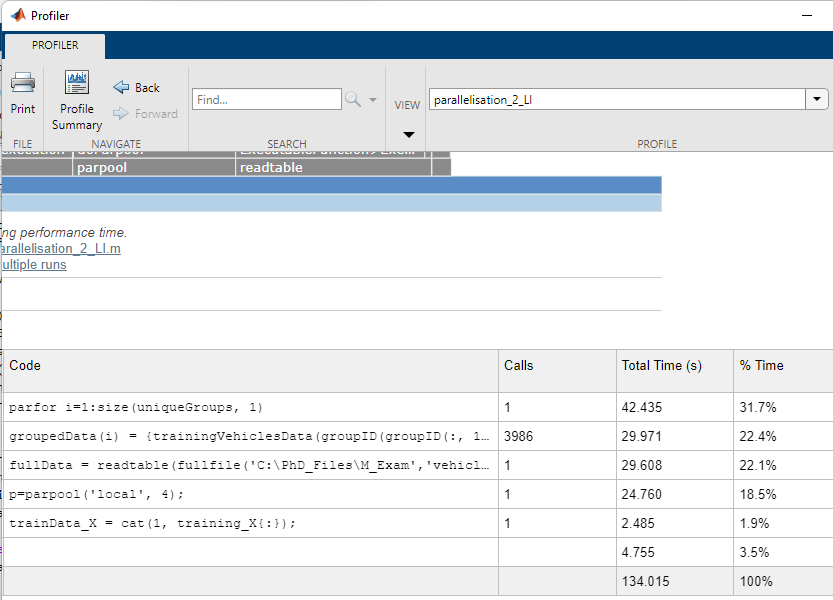 Profiler
PROFILER
Print
Profile
Summary
Back
Forward
Find...
VIEW
parallelisation_2_LI
FILE
NAVIGATE
SEARCH
PROFILE
parpool readtable
ng performance time.
arallelisation_2_LI.m
ultiple runs
Code Calls Total Time (s) % Time
parfor i=1:size(uniqueGroups, 1) 1 42.435 31.7%
groupedData(i) = {trainingVehiclesData(groupID(groupID(:, 1... 3986 29.971 22.4%
fullData = readtable(fullfile('C:\PhD_Files\M_Exam','vehicl... 1 29.608 22.1%
p=parpool('local', 4); 1 24.760 18.5%
trainData_X = cat(1, training_X{:}); 1 2.485 1.9%
4.755 3.5%
134.015 100%